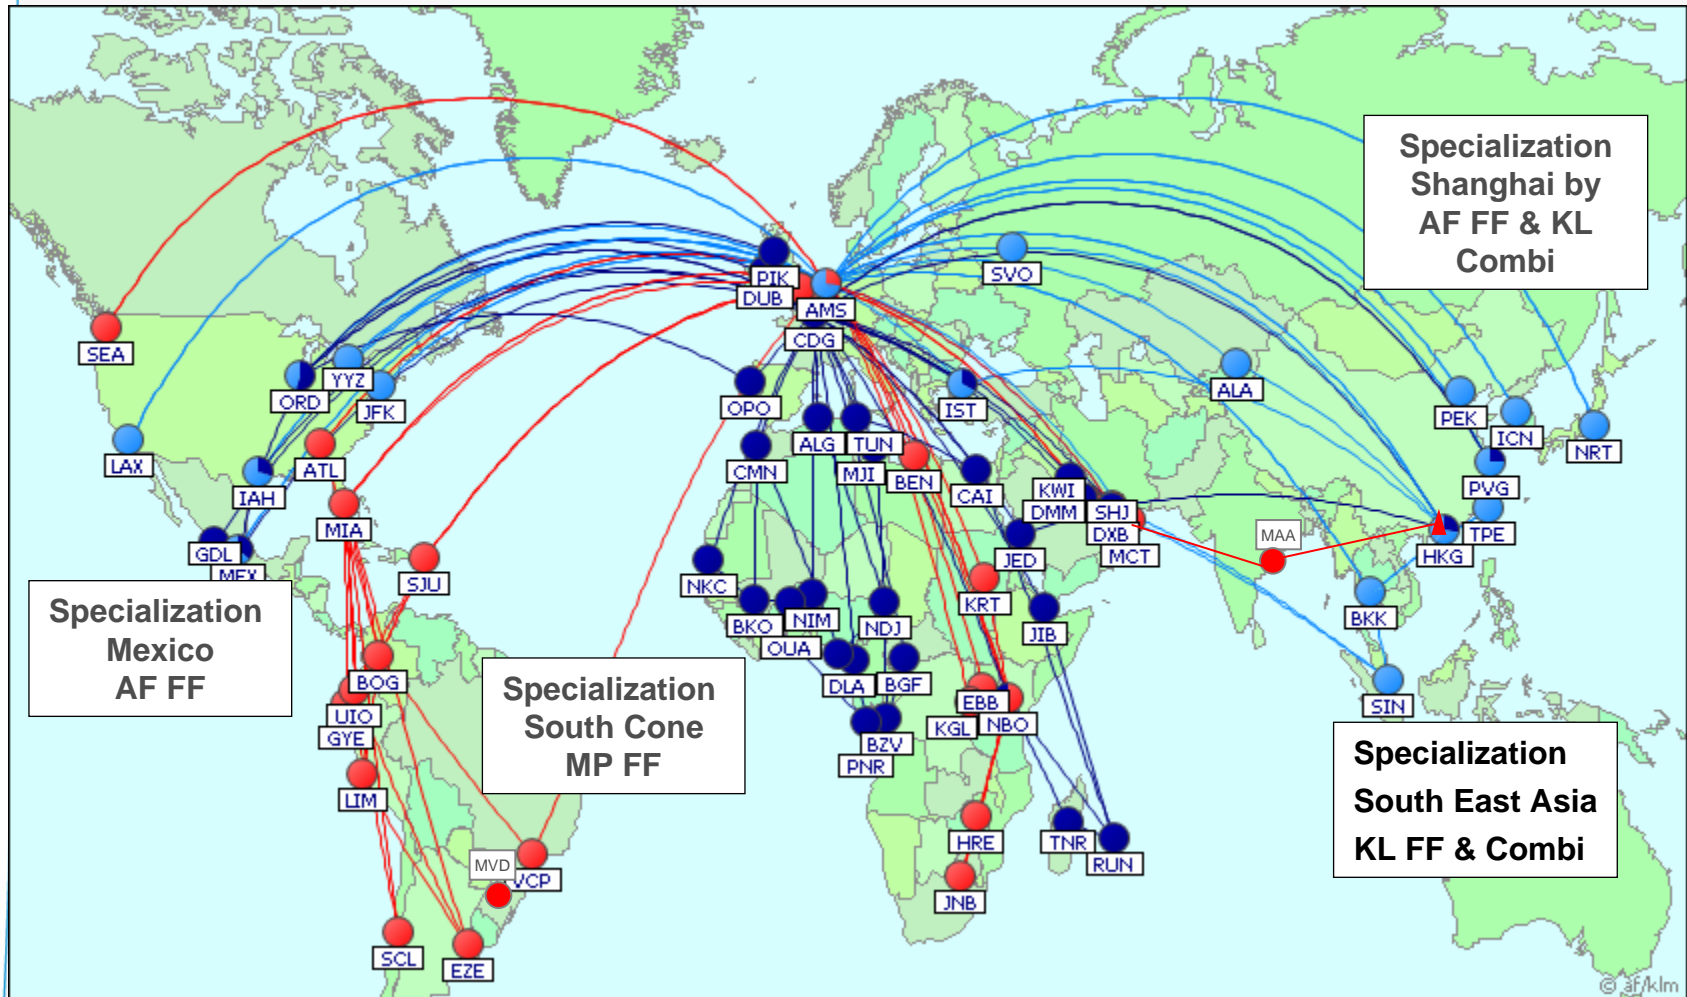 Specialization
Shanghai by
AF FF & KL
Combi
PIK
DUB
AMS
CDG
SVO
SEA
YYZ
ORD
JFK
OPO
IST
ALA
PEK
ICN
NRT
LAX
ATL
IAH
CMN
ALG
TUN
MJI
BEN
CAI
KWI
DMM
SHJ
DXB
MCT
PVG
TPE
HKG
MAA
MIA
GDL
MEX
SJU
NKC
JED
KRT
JIB
BKK
BKO
NIM
OUA
NDJ
Specialization
Mexico
AF FF
BOG
UIO
GYE
LIM
Specialization
South Cone
MP FF
DLA
BGF
BZV
PNR
EBB
KGL
NBO
SIN
Specialization
South East Asia
KL FF & Combi
HRE
TNR
RUN
JNB
MVD
VCP
SCL
EZE
© af/klm